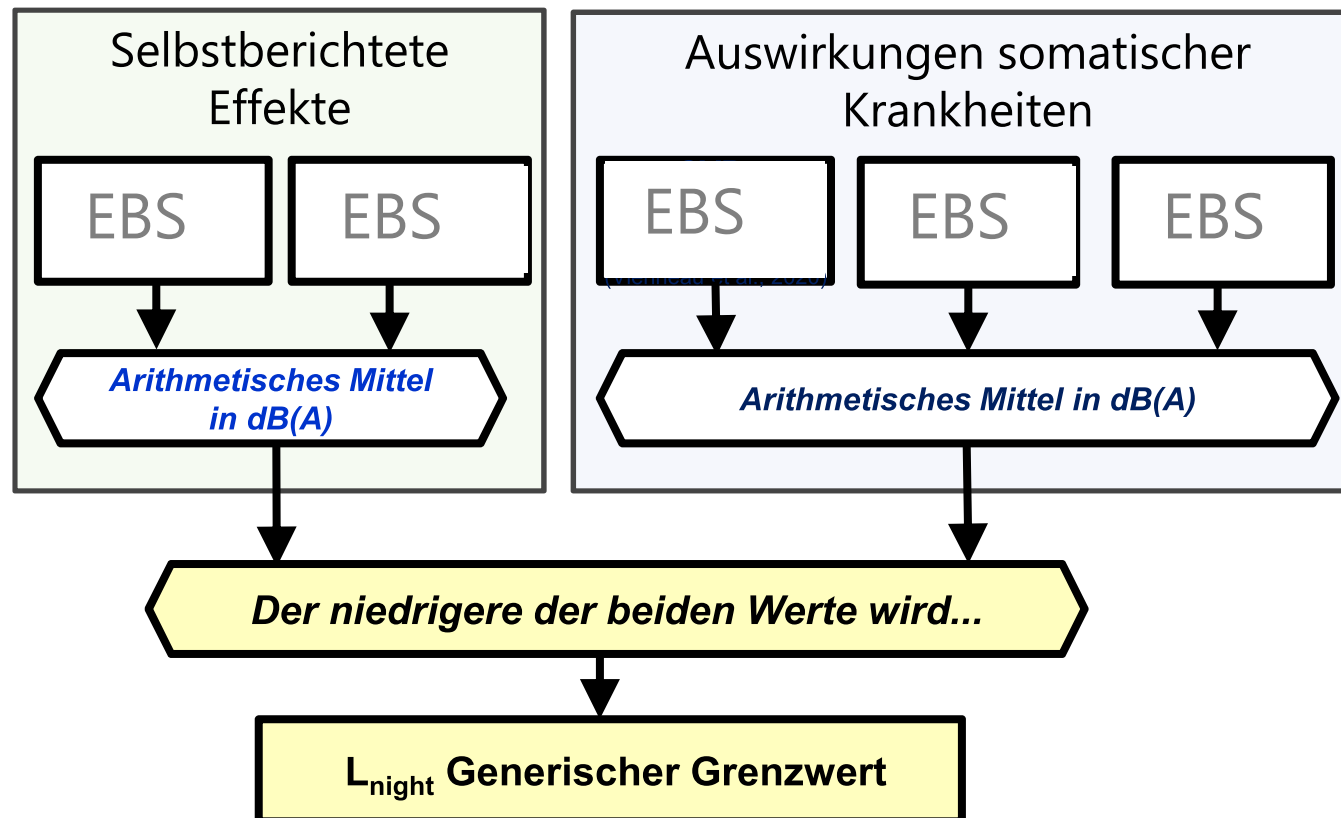 Selbstberichtete
Effekte
Auswirkungen somatischer
Krankheiten
EBS
EBS
EBS
EBS
EBS
Arithmetisches Mittel
in dB(A)
Arithmetisches Mittel in dB(A)
Der niedrigere der beiden Werte wird...
Lnight Generischer Grenzwert